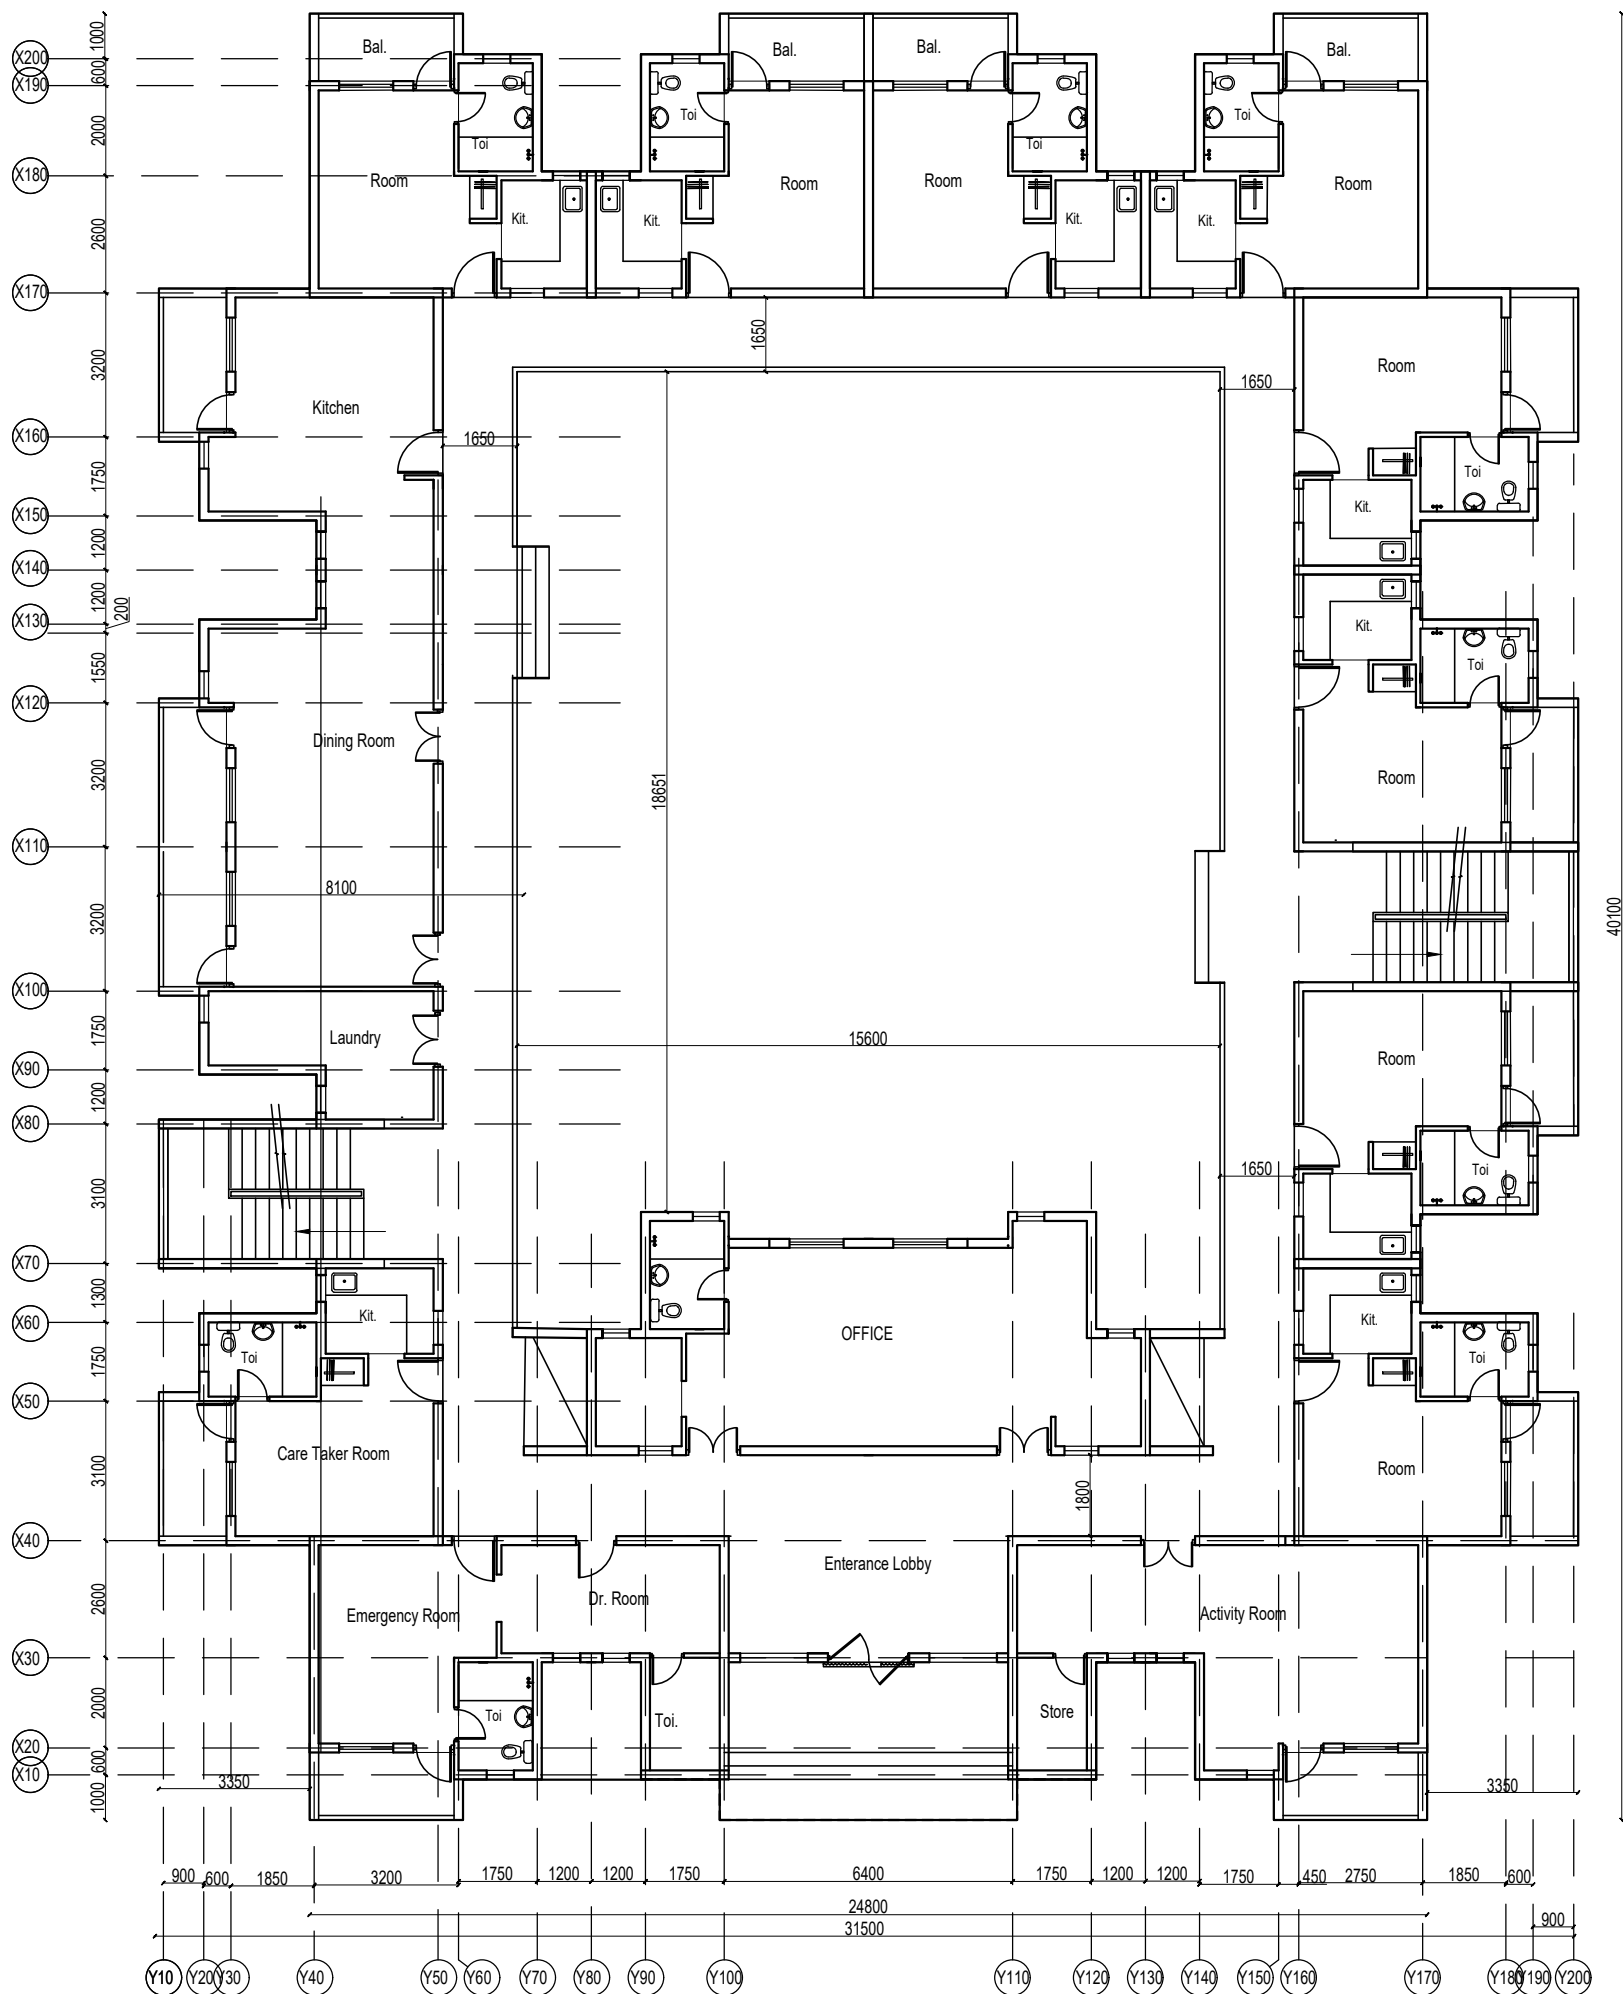 1000
X200
600
X190
2000
X180
2600
X170
3200
X160
1750
X150
1200
X140
1200
X130
200
1550
X120
3200
X110
3200
X100
1750
X90
1200
X80
3100
X70
1300
X60
1750
X50
3100
X40
2600
X30
2000
X20
600
X10
1000
Bal.
Bal.
Bal.
Bal.
Toi
Toi
Toi
Toi
Room
Room
Room
Room
Kit.
Kit.
Kit.
Kit.
1650
1650
1650
Room
Kitchen
Toi
Kit.
Kit.
Toi
Dining Room
Room
18651
8100
40100
Laundry
15600
Room
1650
Toi
Kit.
OFFICE
Kit.
Toi
Toi
Care Taker Room
Room
1800
Enterance Lobby
Dr. Room
Emergency Room
Activity Room
Toi
Toi.
Store
3350
3350
900
600
1850
3200
1750
1200
1200
1750
6400
1750
1200
1200
1750
450
2750
1850
600
24800
900
31500
Y10
Y20
Y30
Y40
Y50
Y60
Y70
Y80
Y90
Y100
Y110
Y120
Y130
Y140
Y150
Y160
Y170
Y180
Y190
Y200